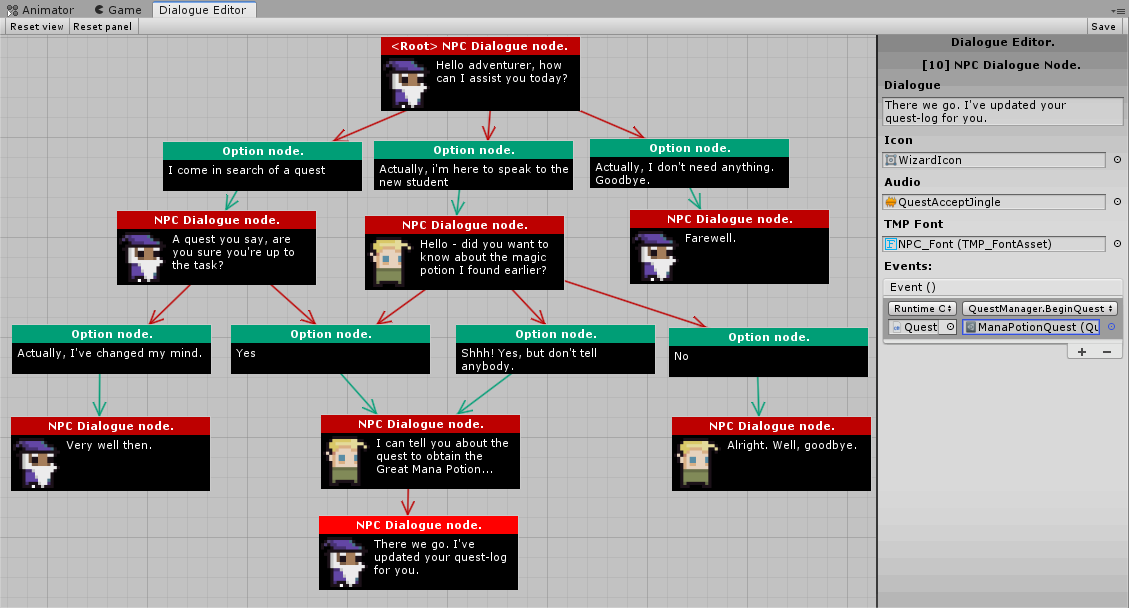 Animator
Game
Dialogue Editor
Reset view
Reset panel
Save
<Root> NPC Dialogue node.
Hello adventurer, how
can I assist you today?
Option node.
I come in search of a quest
Option node.
Actually, i'm here to speak to the
new student
Option node.
Actually, I don't need anything.
Goodbye.
NPC Dialogue node.
A quest you say, are
you sure you're up to
the task?
NPC Dialogue node.
Hello - did you want to
know about the magic
potion I found earlier?
NPC Dialogue node.
Farewell.
Option node.
Actually, I've changed my mind.
Option node.
Yes
Option node.
Shhh! Yes, but don't tell
anybody.
Option node.
No
NPC Dialogue node.
Very well then.
NPC Dialogue node.
I can tell you about the
quest to obtain the
Great Mana Potion...
NPC Dialogue node.
Alright. Well, goodbye.
NPC Dialogue node.
There we go. I've
updated your quest-log
for you.
Dialogue Editor.
[10] NPC Dialogue Node.
Dialogue
There we go. I've updated your
quest-log for you.
Icon
WizardIcon
Audio
QuestAcceptJingle
TMP Font
NPC_Font (TMP_FontAsset)
Events:
Event ()
Runtime C
QuestManager.BeginQuest
Quest
ManaPotionQuest (Qu
+ −